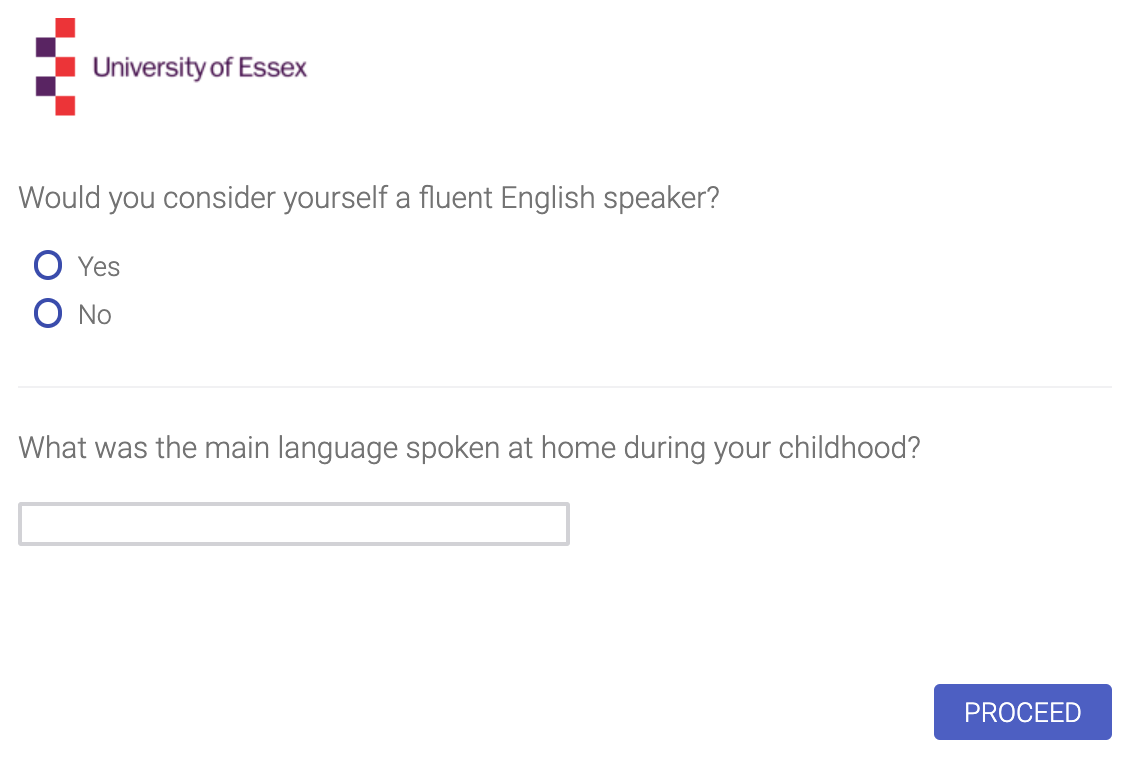 University of Essex
Would you consider yourself a fluent English speaker?
Yes
No
What was the main language spoken at home during your childhood?
PROCEED